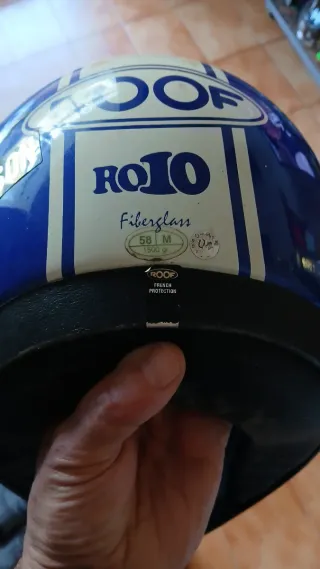 ROOF
RO10
Fiberglass
58 M
ROOF
FRENCH
PROTECTION